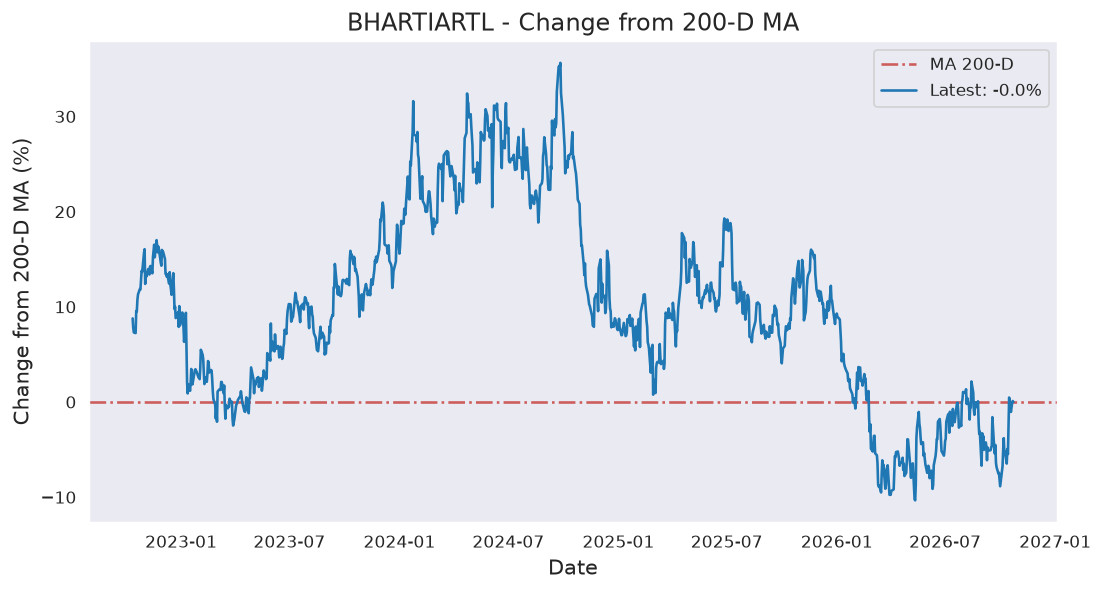 BHARTIARTL - Change from 200-D MA
MA 200-D
Latest: -0.0%
Change from 200-D MA (%)
30
20
10
0
−10
2023-01 2023-07 2024-01 2024-07 2025-01 2025-07 2026-01 2026-07 2027-01
Date